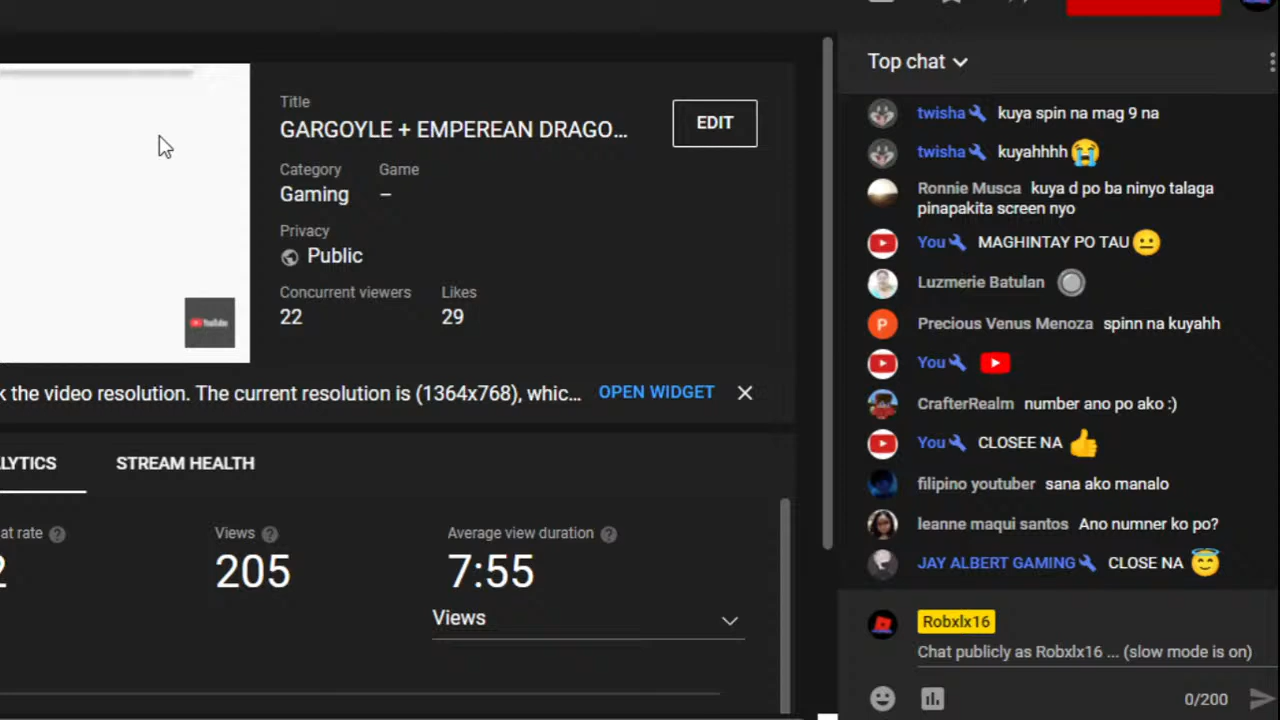 Title
GARGOYLE + EMPEREAN DRAGO...
EDIT
Category Game
Gaming –
Privacy
Public
Concurrent viewers Likes
22 29
YouTube
k the video resolution. The current resolution is (1364x768), whic... OPEN WIDGET
LYTICS STREAM HEALTH
at rate Views Average view duration
2 205 7:55
Views
Top chat
twisha kuya spin na mag 9 na
twisha kuyahhhh😭
Ronnie Musca kuya d po ba ninyo talaga
pinapakita screen nyo
You MAGHINTAY PO TAU😐
Luzmerie Batulan
P Precious Venus Menoza spinn na kuyahh
You
CrafterRealm number ano po ako :)
You CLOSEE NA 👍
filipino youtuber sana ako manalo
leanne maqui santos Ano numner ko po?
JAY ALBERT GAMING CLOSE NA 😇
Robxlx16
Chat publicly as Robxlx16 ... (slow mode is on)
0/200